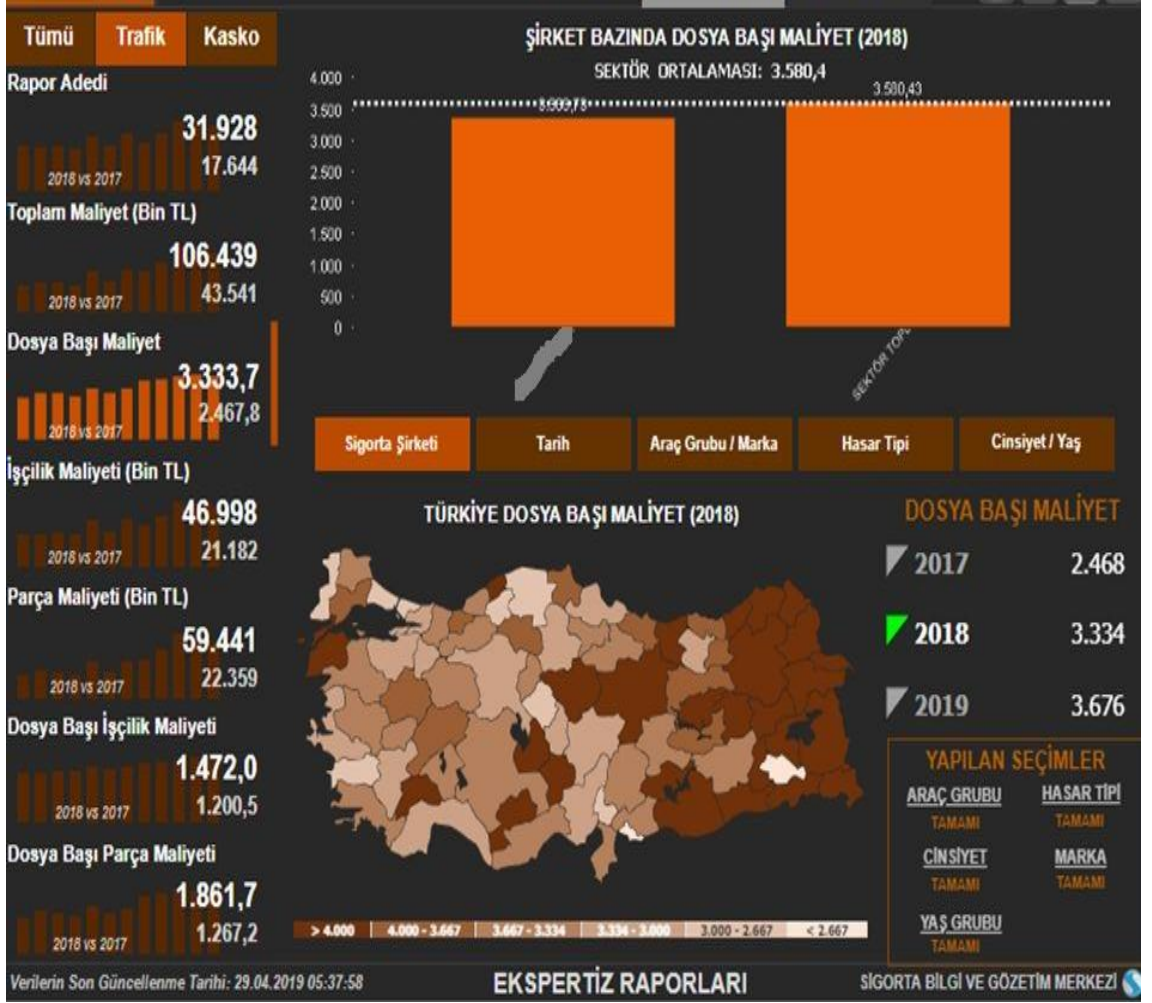 Tümü Trafik Kasko
Rapor Adedi
31.928
17.644
2018 vs 2017
Toplam Maliyet (Bin TL)
106.439
43.541
2018 vs 2017
Dosya Başı Maliyet
3.333,7
2.467,8
2018 vs 2017
İşçilik Maliyeti (Bin TL)
46.998
21.182
2018 vs 2017
Parça Maliyeti (Bin TL)
59.441
22.359
2018 vs 2017
Dosya Başı İşçilik Maliyeti
1.472,0
1.200,5
2018 vs 2017
Dosya Başı Parça Maliyeti
1.861,7
1.267,2
2018 vs 2017
ŞİRKET BAZINDA DOSYA BAŞI MALİYET (2018)
SEKTÖR ORTALAMASI: 3.580,4
4.000
3.500
3.000
2.500
2.000
1.500
1.000
500
0
3.580,43
SEKTÖR
Sigorta Şirketi Tarih Araç Grubu / Marka Hasar Tipi Cinsiyet / Yaş
TÜRKİYE DOSYA BAŞI MALİYET (2018)
> 4.000 4.000 - 3.667 3.667 - 3.334 3.334 - 3.000 3.000 - 2.667 < 2.667
DOSYA BAŞI MALİYET
2017 2.468
2018 3.334
2019 3.676
YAPILAN SEÇİMLER
ARAÇ GRUBU HASAR TİPİ
TAMAMI TAMAMI
CİNSİYET MARKA
TAMAMI TAMAMI
YAŞ GRUBU
TAMAMI
Verilerin Son Güncellenme Tarihi: 29.04.2019 05:37:58 EKSPERTİZ RAPORLARI SİGORTA BİLGİ VE GÖZETİM MERKEZİ